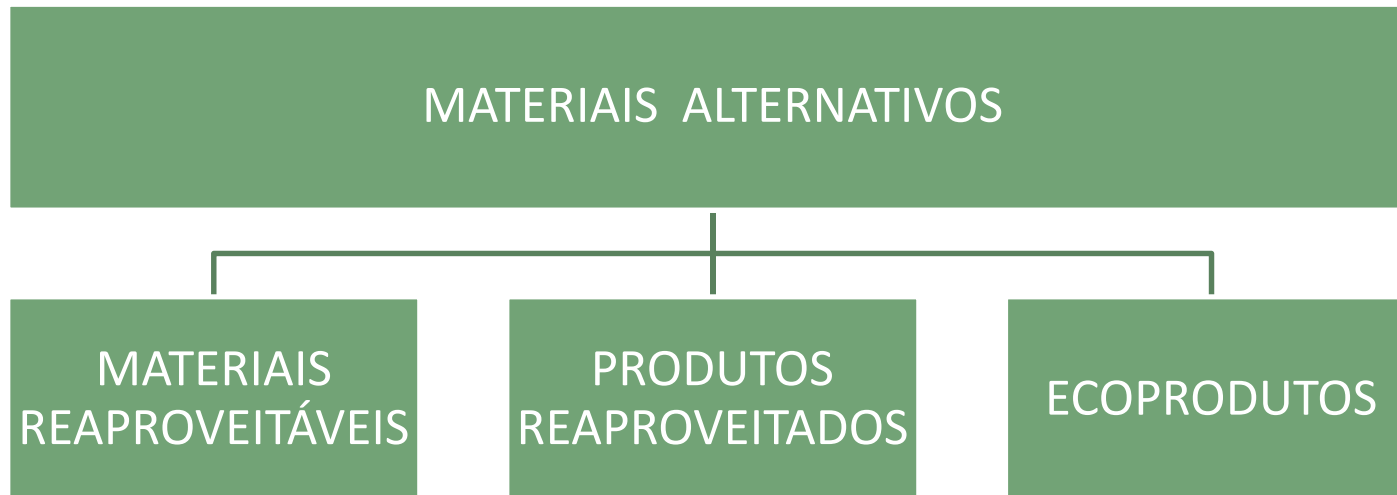 MATERIAIS ALTERNATIVOS
MATERIAIS
REAPROVEITÁVEIS
PRODUTOS
REAPROVEITADOS
ECOPRODUTOS